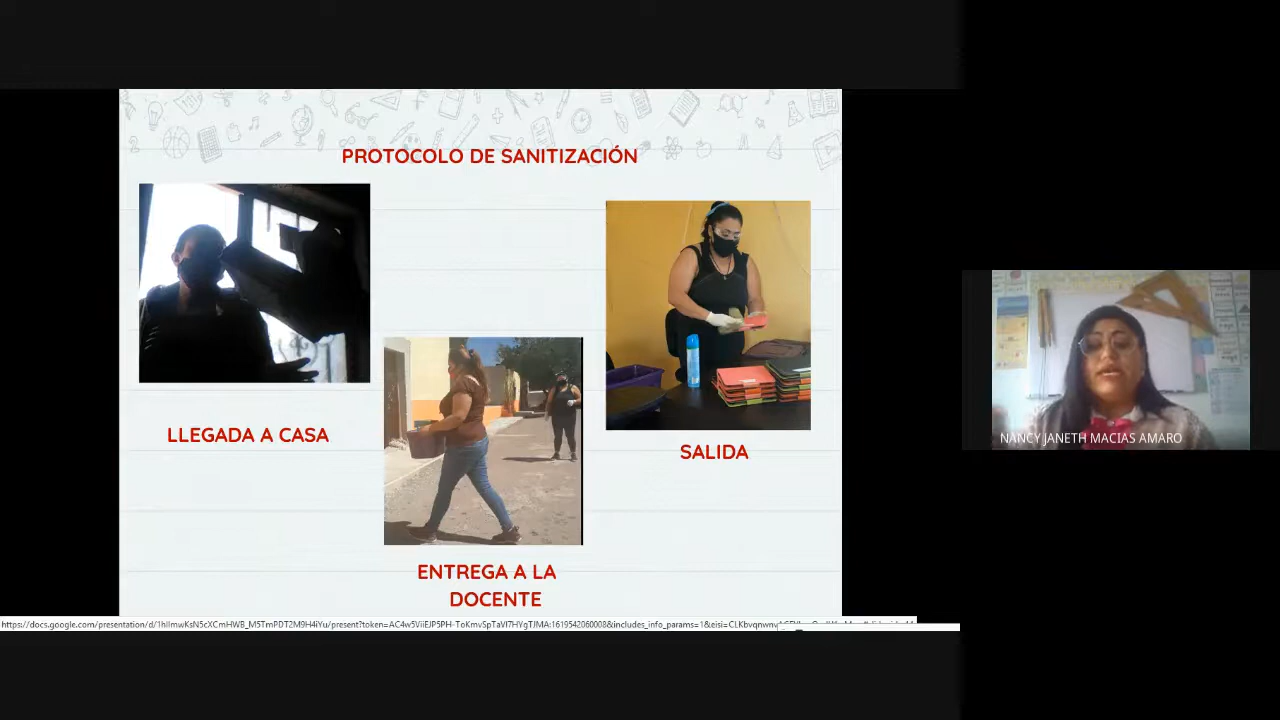 PROTOCOLO DE SANITIZACIÓN
LLEGADA A CASA
SALIDA
ENTREGA A LA
DOCENTE
NANCY JANETH MACIAS AMARO